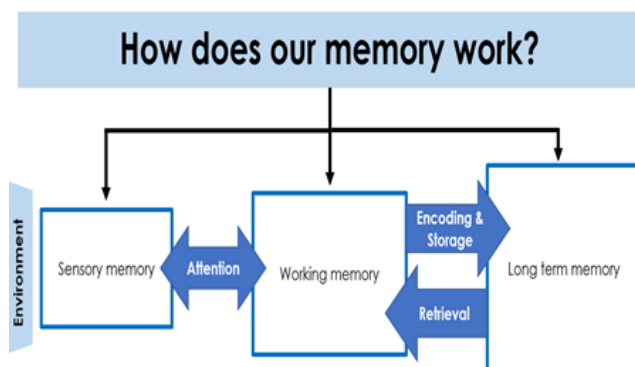 How does our memory work?
Environment
Sensory memory
Attention
Working memory
Encoding &
Storage
Retrieval
Long term memory